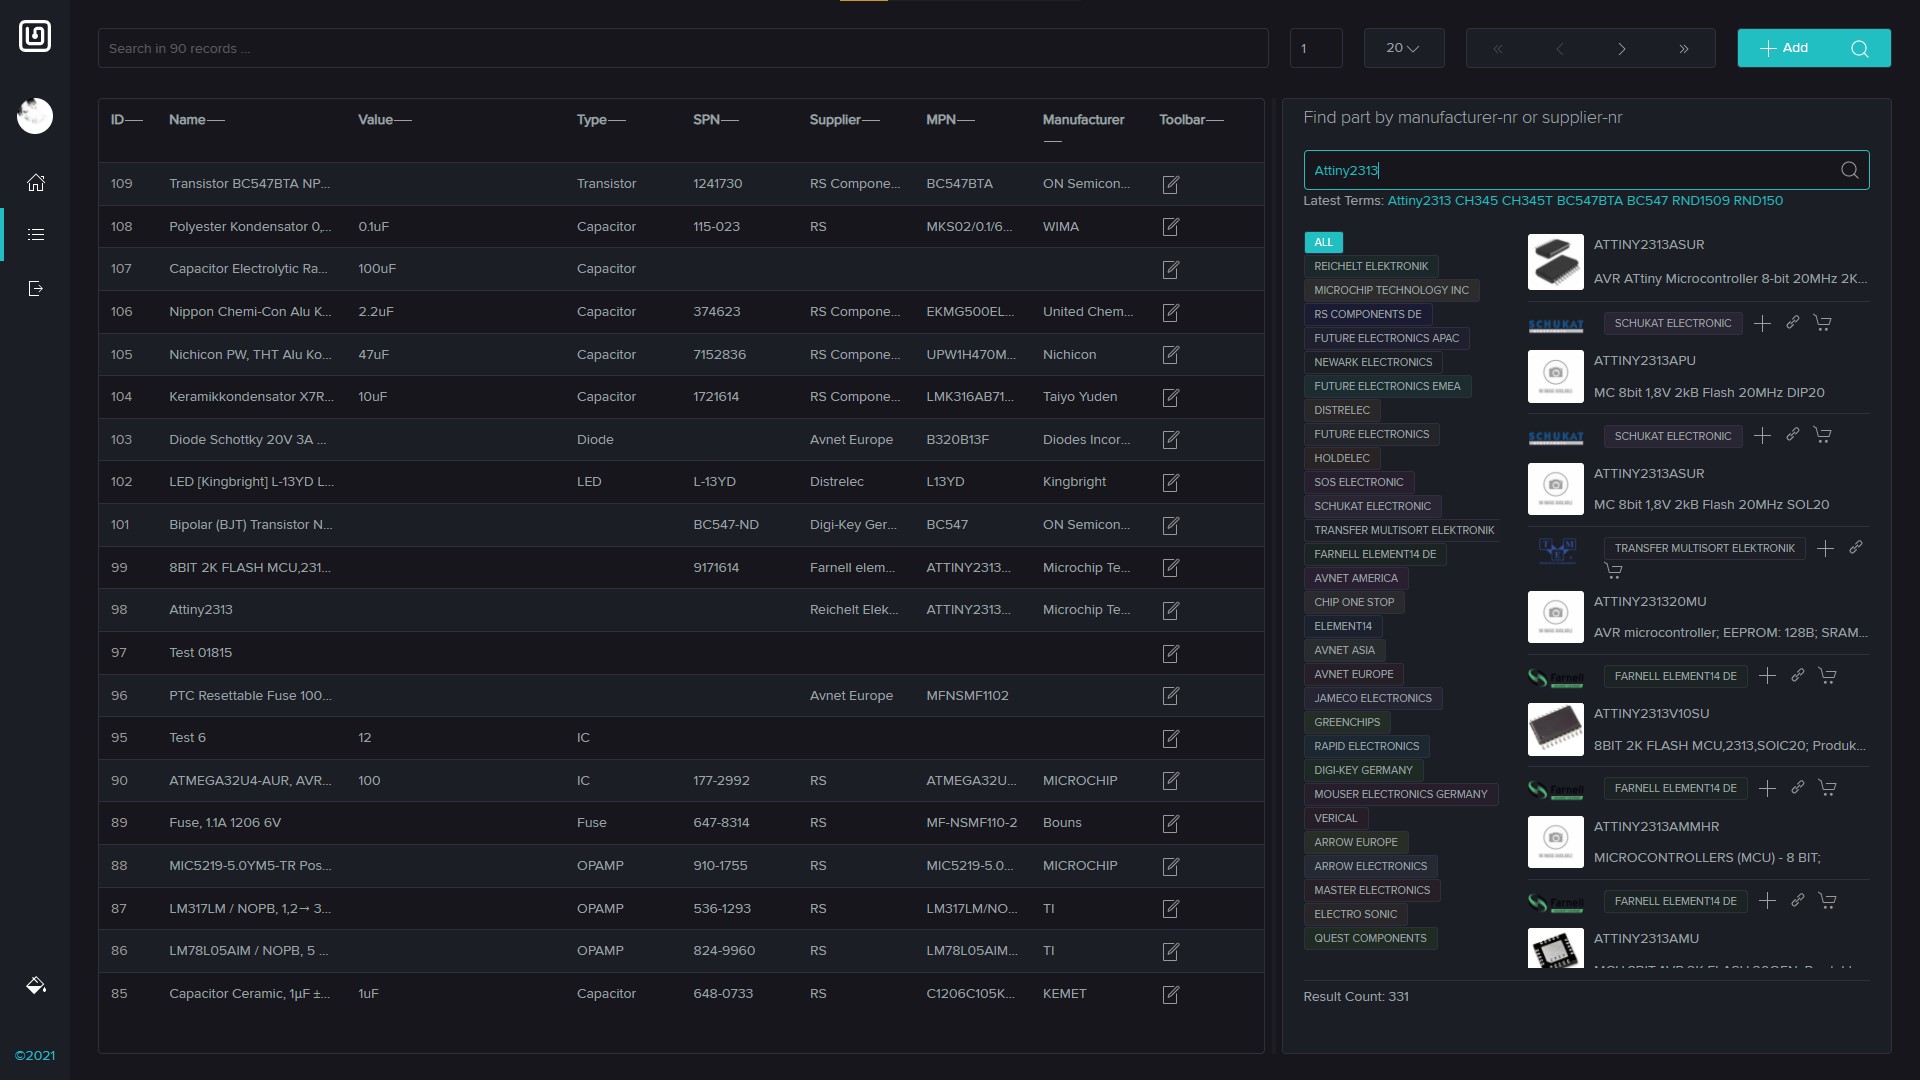 Search in 90 records ...
1
20
Add
ID Name Value Type SPN Supplier MPN Manufacturer Toolbar
109 Transistor BC547BTA NP... Transistor 1241730 RS Compone... BC547BTA ON Semicon...
108 Polyester Kondensator 0,... 0.1uF Capacitor 115-023 RS MKS02/0.1/6... WIMA
107 Capacitor Electrolytic Ra... 100uF Capacitor
106 Nippon Chemi-Con Alu K... 2.2uF Capacitor 374623 RS Compone... EKMG500EL... United Chem...
105 Nichicon PW, THT Alu Ko... 47uF Capacitor 7152836 RS Compone... UPW1H470M... Nichicon
104 Keramikkondensator X7R... 10uF Capacitor 1721614 RS Compone... LMK316AB71... Taiyo Yuden
103 Diode Schottky 20V 3A ... Diode Avnet Europe B320B13F Diodes Incor...
102 LED [Kingbright] L-13YD L... LED L-13YD Distrelec L13YD Kingbright
101 Bipolar (BJT) Transistor N... BC547-ND Digi-Key Ger... BC547 ON Semicon...
99 8BIT 2K FLASH MCU,231... 9171614 Farnell elem... ATTINY2313... Microchip Te...
98 Attiny2313 Reichelt Elek... ATTINY2313... Microchip Te...
97 Test 01815
96 PTC Resettable Fuse 100... Avnet Europe MFNSMF1102
95 Test 6 12 IC
90 ATMEGA32U4-AUR, AVR... 100 IC 177-2992 RS ATMEGA32U... MICROCHIP
89 Fuse, 1.1A 1206 6V Fuse 647-8314 RS MF-NSMF110-2 Bouns
88 MIC5219-5.0YM5-TR Pos... OPAMP 910-1755 RS MIC5219-5.0... MICROCHIP
87 LM317LM / NOPB, 1,2→ 3... OPAMP 536-1293 RS LM317LM/NO... TI
86 LM78L05AIM / NOPB, 5 ... OPAMP 824-9960 RS LM78L05AIM... TI
85 Capacitor Ceramic, 1µF ±... 1uF Capacitor 648-0733 RS C1206C105K... KEMET
©2021
Find part by manufacturer-nr or supplier-nr
Attiny2313
Latest Terms: Attiny2313 CH345 CH345T BC547BTA BC547 RND1509 RND150
ALL
REICHELT ELEKTRONIK
MICROCHIP TECHNOLOGY INC
RS COMPONENTS DE
FUTURE ELECTRONICS APAC
NEWARK ELECTRONICS
FUTURE ELECTRONICS EMEA
DISTRELEC
FUTURE ELECTRONICS
HOLDELEC
SOS ELECTRONIC
SCHUKAT ELECTRONIC
TRANSFER MULTISORT ELEKTRONIK
FARNELL ELEMENT14 DE
AVNET AMERICA
CHIP ONE STOP
ELEMENT14
AVNET ASIA
AVNET EUROPE
JAMECO ELECTRONICS
GREENCHIPS
RAPID ELECTRONICS
DIGI-KEY GERMANY
MOUSER ELECTRONICS GERMANY
VERICAL
ARROW EUROPE
ARROW ELECTRONICS
MASTER ELECTRONICS
ELECTRO SONIC
QUEST COMPONENTS
ATTINY2313ASUR
AVR ATtiny Microcontroller 8-bit 20MHz 2K...
SCHUKAT SCHUKAT ELECTRONIC
ATTINY2313APU
MC 8bit 1,8V 2kB Flash 20MHz DIP20
SCHUKAT SCHUKAT ELECTRONIC
ATTINY2313ASUR
MC 8bit 1,8V 2kB Flash 20MHz SOL20
TME TRANSFER MULTISORT ELEKTRONIK
ATTINY231320MU
AVR microcontroller; EEPROM: 128B; SRAM...
Farnell FARNELL ELEMENT14 DE
ATTINY2313V10SU
8BIT 2K FLASH MCU,2313,SOIC20; Produk...
Farnell FARNELL ELEMENT14 DE
ATTINY2313AMMHR
MICROCONTROLLERS (MCU) - 8 BIT;
Farnell FARNELL ELEMENT14 DE
ATTINY2313AMU
Result Count: 331